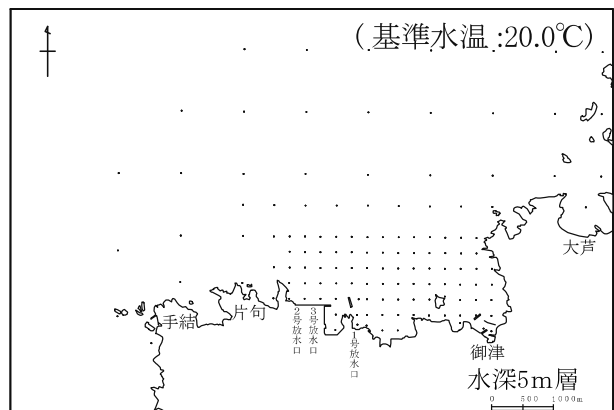 (基準水温:20.0℃)
大芦
手結
片句
2号放水口
3号放水口
1号放水口
御津
水深5m層
0 500 1000m